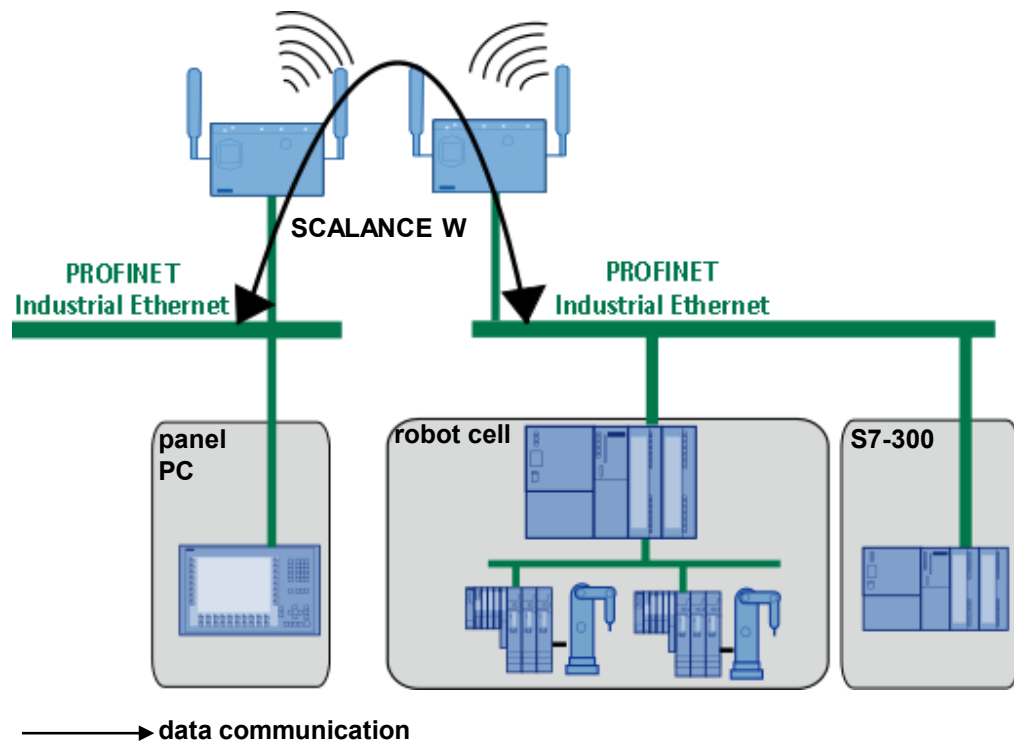 SCALANCE W
PROFINET
Industrial Ethernet
PROFINET
Industrial Ethernet
panel
PC
robot cell
S7-300
data communication